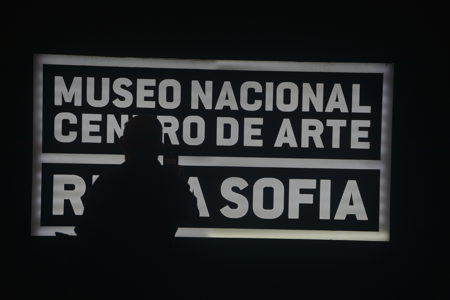 MUSEO NACIONAL
CENTRO DE ARTE
SOFIA